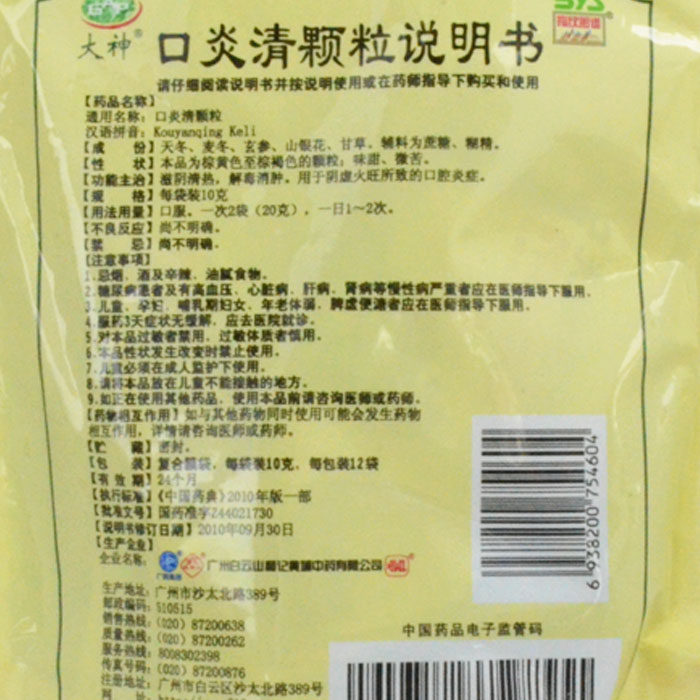 大神®
口炎清颗粒说明书
请仔细阅读说明书并按说明使用或在药师指导下购买和使用
【药品名称】
通用名称：口炎清颗粒
汉语拼音：Kouyanqing Keli
【成 份】天冬、麦冬、玄参、山银花、甘草。辅料为蔗糖、糊精。
【性 状】本品为棕黄色至棕褐色的颗粒；味甜、微苦。
【功能主治】滋阴清热，解毒消肿。用于阴虚火旺所致的口腔炎症。
【规 格】每袋装10克
【用法用量】口服。一次2袋（20克），一日1～2次。
【不良反应】尚不明确。
【禁 忌】尚不明确。
【注意事项】
1.忌烟、酒及辛辣、油腻食物。
2.糖尿病患者及有高血压、心脏病、肝病、肾病等慢性病严重者应在医师指导下服用.
3.儿童、孕妇、哺乳期妇女、年老体弱、脾虚便溏者应在医师指导下服用.
4.服药3天症状无缓解，应去医院就诊。
5.对本品过敏者禁用，过敏体质者慎用。
6.本品性状发生改变时禁止使用。
7.儿童必须在成人监护下使用。
8.请将本品放在儿童不能接触的地方。
9.如正在使用其他药品，使用本品前请咨询医师或药师。
【药物相互作用】如与其他药物同时使用可能会发生药物
相互作用，详情请咨询医师或药师。
【贮 藏】密封。
【包 装】复合膜袋，每袋装10克，每包装12袋
【有 效 期】24个月
【执行标准】《中国药典》2010年版一部
【批准文号】国药准字Z44021730
【说明书修订日期】2010年09月30日
【生产企业】
企业名称： 广州白云山和记黄埔中药有限公司
生产地址：广州市沙太北路389号
邮政编码：510515
销售热线：(020) 87200638
质量热线：(020) 87200262
服务热线：8008302398
传真号码：(020) 87200876
注册地址：广州市白云区沙太北路389号
6 938200 754604
中国药品电子监管码